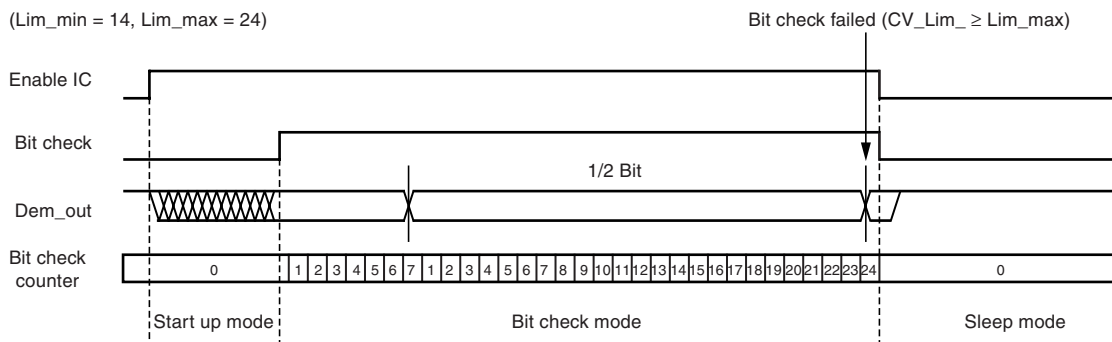 (Lim_min = 14, Lim_max = 24)
Bit check failed (CV_Lim_ ≥ Lim_max)
Enable IC
Bit check
1/2 Bit
Dem_out
Bit check counter
0 1 2 3 4 5 6 7 1 2 3 4 5 6 7 8 9 10 11 12 13 14 15 16 17 18 19 20 21 22 23 24 0
Start up mode
Bit check mode
Sleep mode